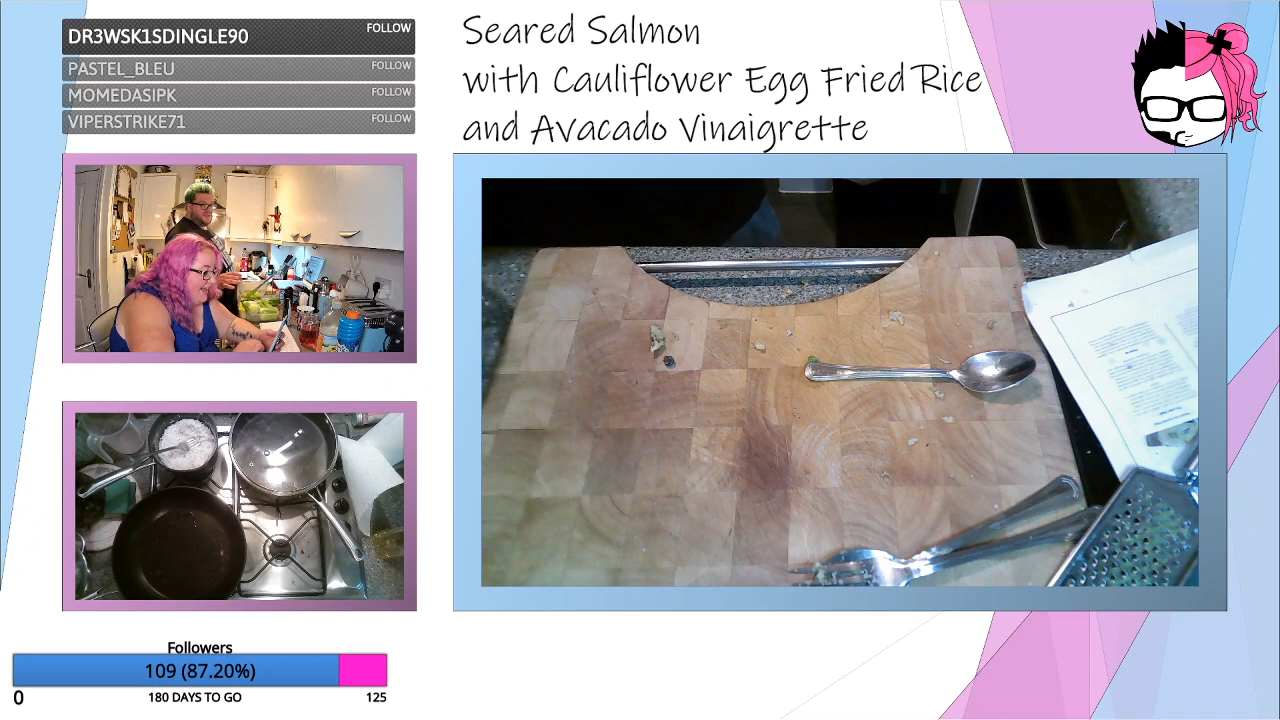 DR3WSK1SDINGLE90 FOLLOW
PASTEL_BLEU FOLLOW
MOMEDASIPK FOLLOW
VIPERSTRIKE71 FOLLOW
Seared Salmon
with Cauliflower Egg Fried Rice
and Avacado Vinaigrette
Followers
109 (87.20%)
0 180 DAYS TO GO 125